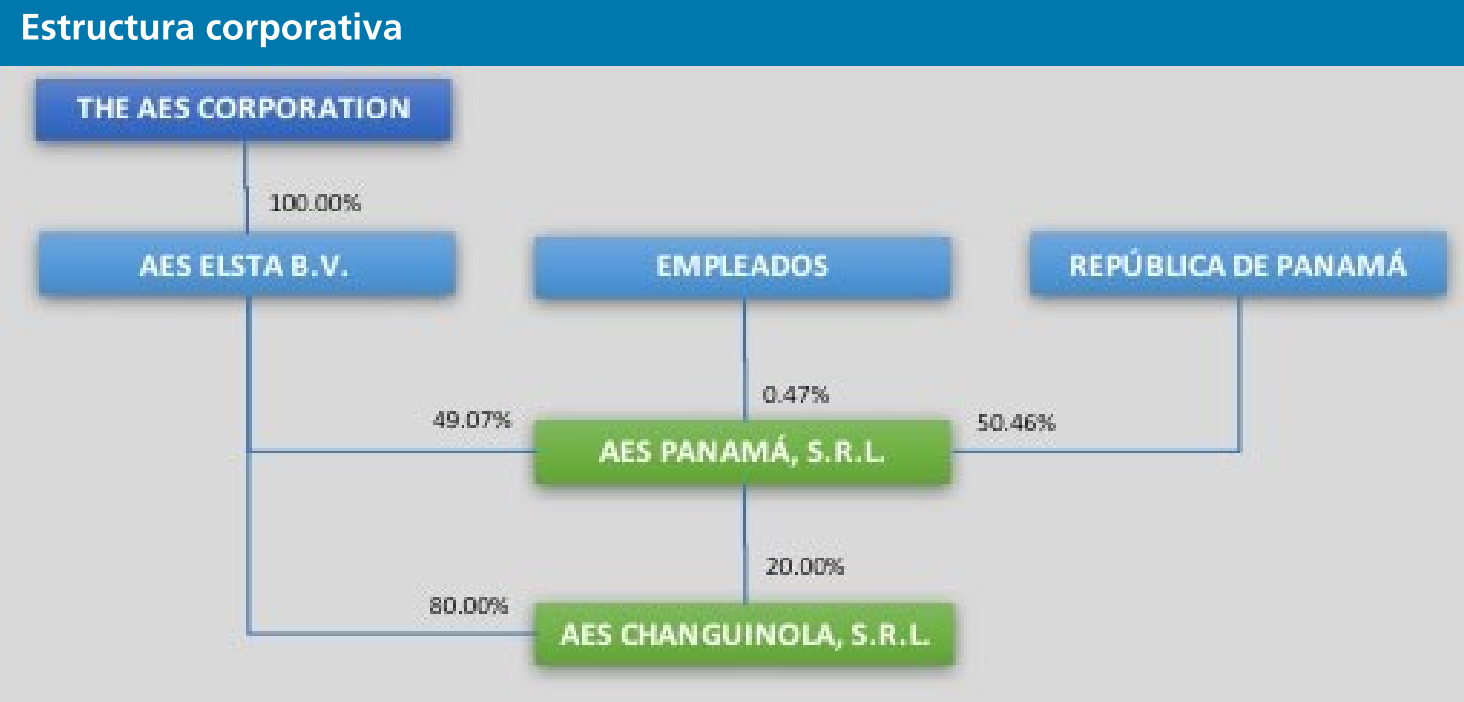 Estructura corporativa
THE AES CORPORATION
100.00%
AES ELSTA B.V.
EMPLEADOS
REPÚBLICA DE PANAMÁ
0.47%
49.07%
50.46%
AES PANAMÁ, S.R.L.
20.00%
80.00%
AES CHANGUINOLA, S.R.L.